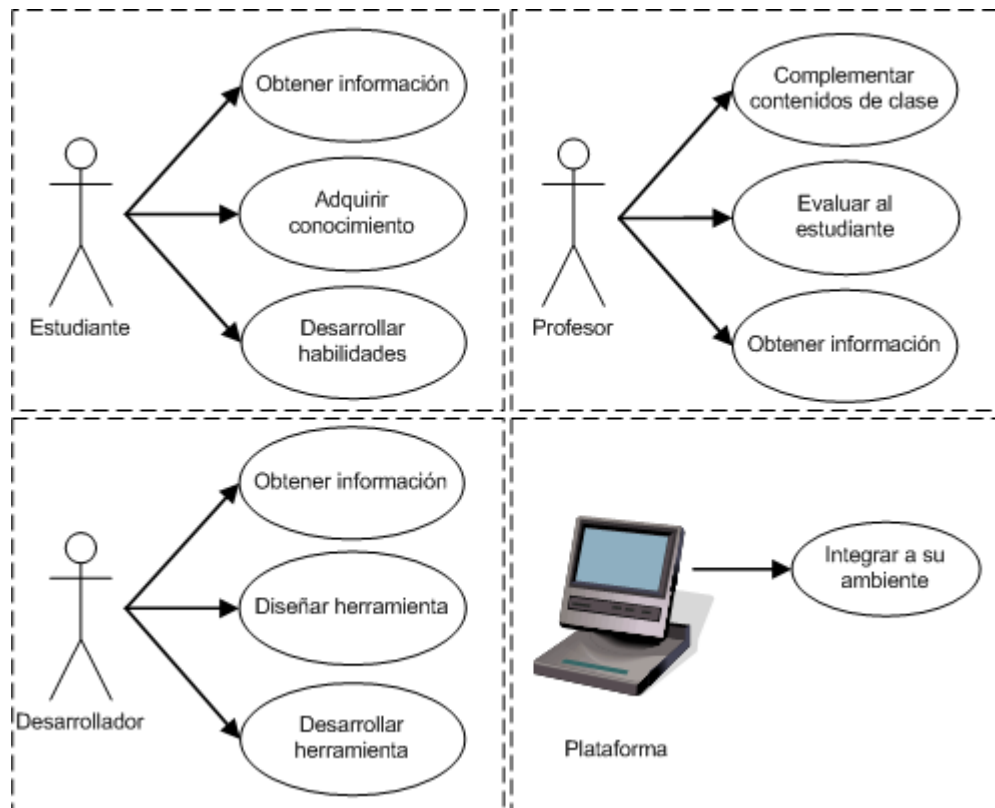 Obtener información
Adquirir
conocimiento
Desarrollar
habilidades
Estudiante
Complementar
contenidos de clase
Evaluar al
estudiante
Obtener información
Profesor
Obtener información
Diseñar herramienta
Desarrollar
herramienta
Desarrollador
Integrar a su
ambiente
Plataforma